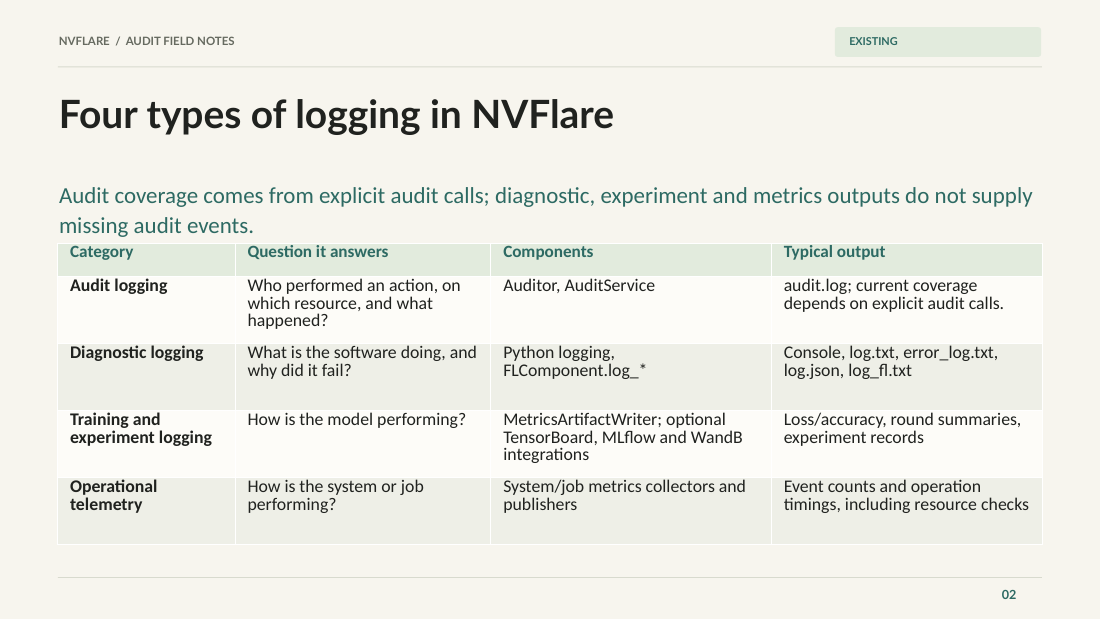 NVFLARE / AUDIT FIELD NOTES
EXISTING
Four types of logging in NVFlare
Audit coverage comes from explicit audit calls; diagnostic, experiment and metrics outputs do not supply
missing audit events.
Category
Question it answers
Components
Typical output
Audit logging
Who performed an action, on
which resource, and what
happened?
Auditor, AuditService
audit.log; current coverage
depends on explicit audit calls.
Diagnostic logging
What is the software doing, and
why did it fail?
Python logging,
FLComponent.log_*
Console, log.txt, error_log.txt,
log.json, log_fl.txt
Training and
experiment logging
How is the model performing?
MetricsArtifactWriter; optional
TensorBoard, MLflow and WandB
integrations
Loss/accuracy, round summaries,
experiment records
Operational
telemetry
How is the system or job
performing?
System/job metrics collectors and
publishers
Event counts and operation
timings, including resource checks
02